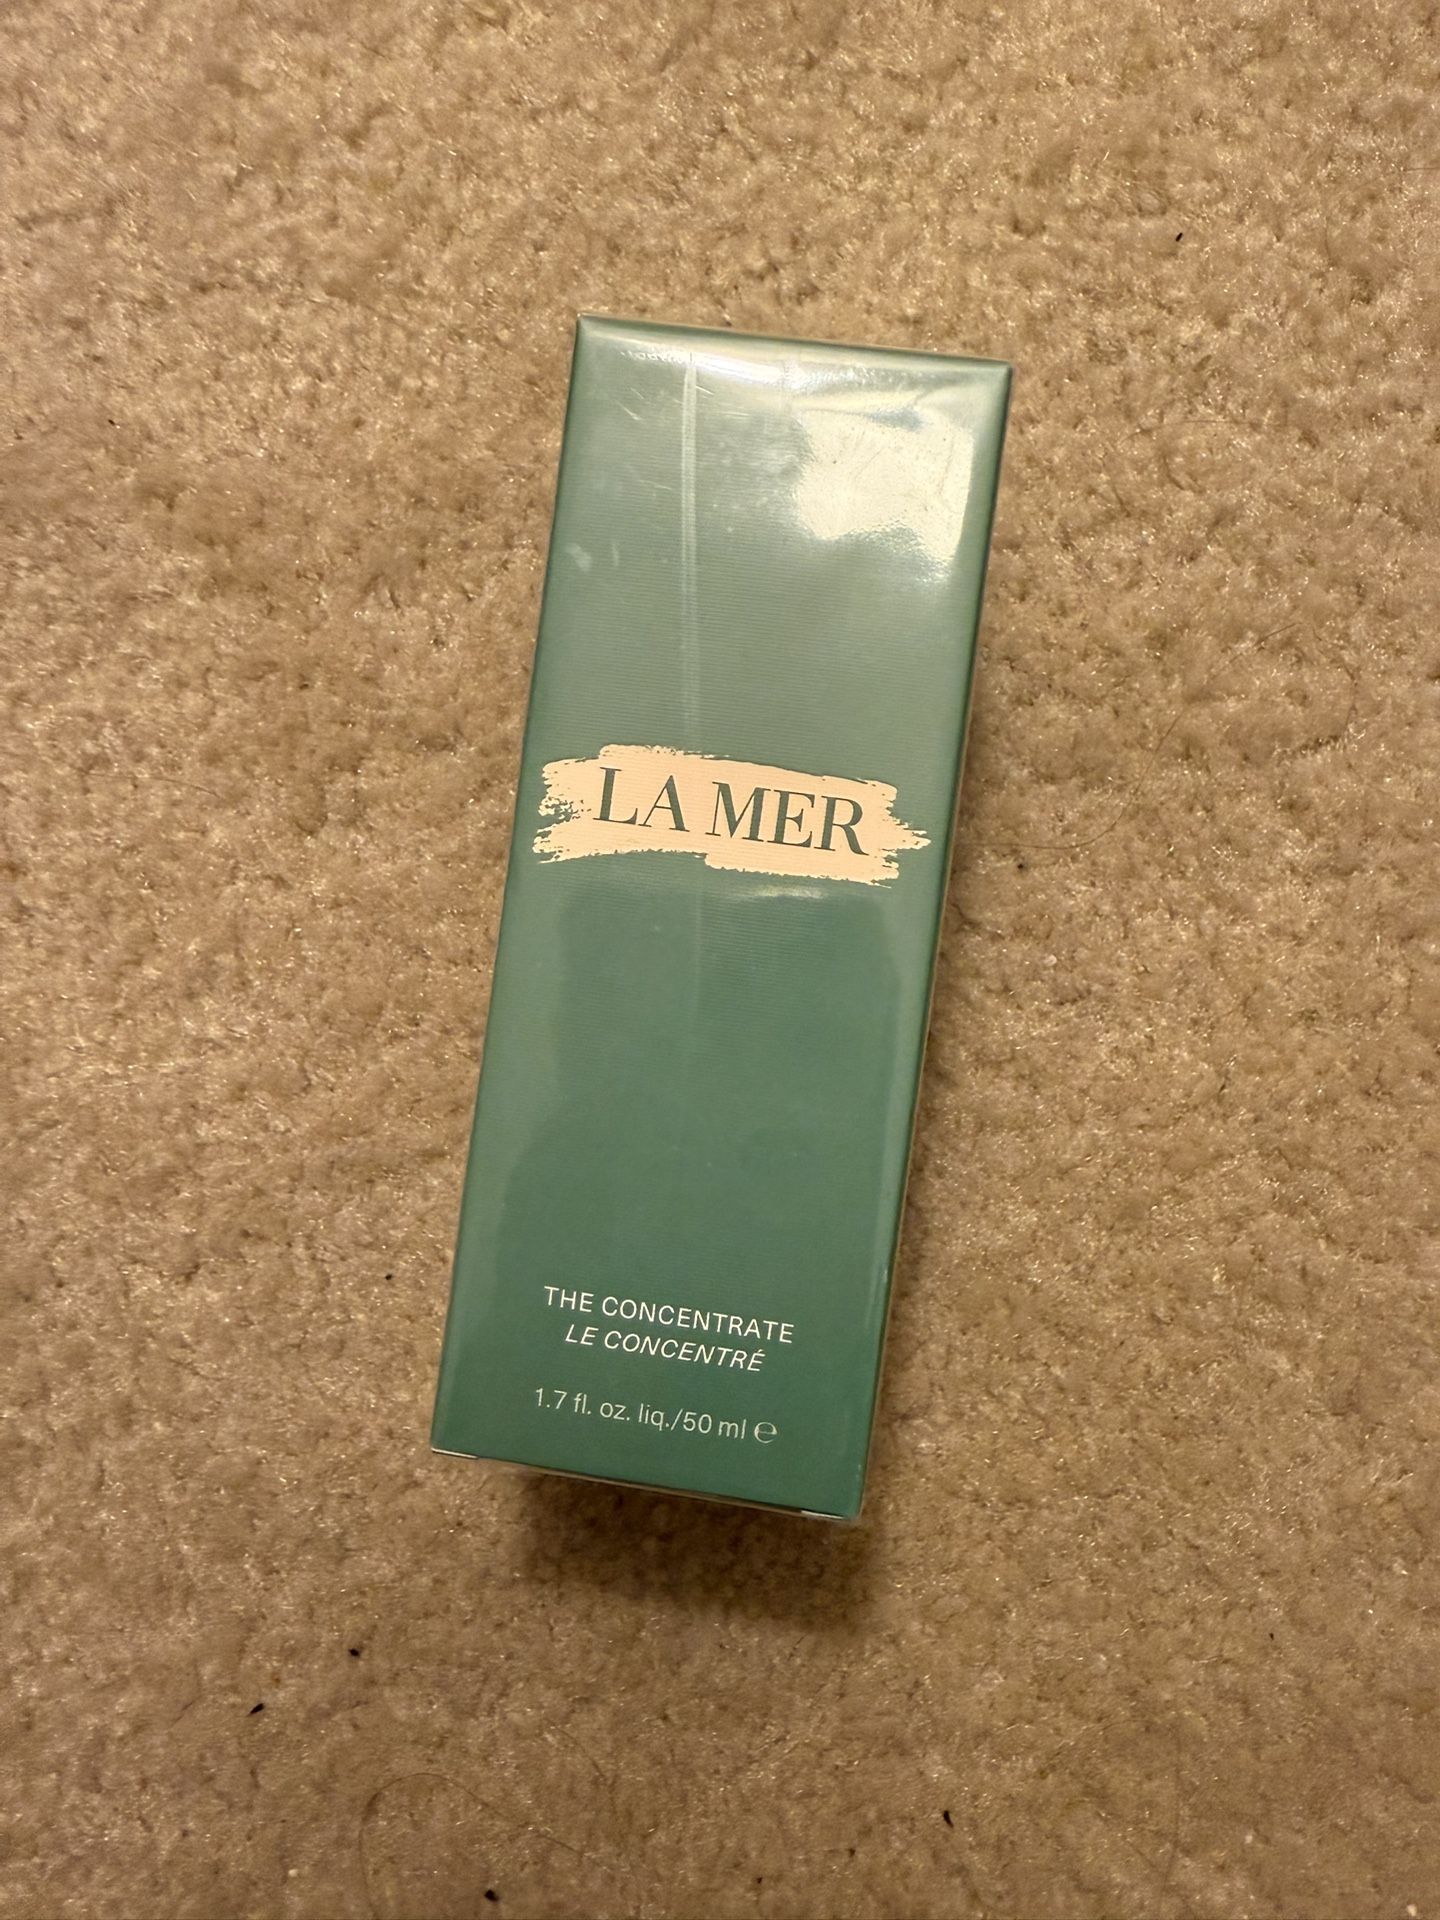 LA MER
THE CONCENTRATE
LE CONCENTRÉ
1.7 fl. oz. liq./50 ml ℮